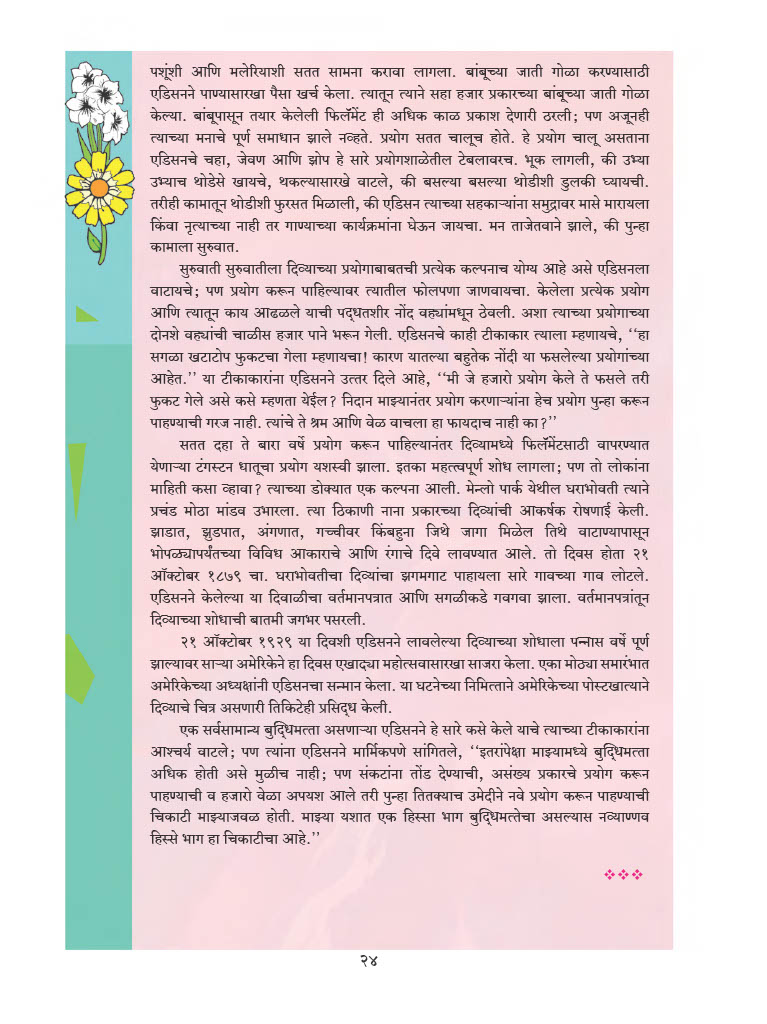 पशूंशी आणि मलेरियाशी सतत सामना करावा लागला. बांबूच्या जाती गोळा करण्यासाठी
एडिसनने पाण्यासारखा पैसा खर्च केला. त्यातून त्याने सहा हजार प्रकारच्या बांबूच्या जाती गोळा
केल्या. बांबूपासून तयार केलेली फिलॅमेंट ही अधिक काळ प्रकाश देणारी ठरली; पण अजूनही
त्याच्या मनाचे पूर्ण समाधान झाले नव्हते. प्रयोग सतत चालूच होते. हे प्रयोग चालू असताना
एडिसनचे चहा, जेवण आणि झोप हे सारे प्रयोगशाळेतील टेबलावरच. भूक लागली, की उभ्या
उभ्याच थोडेसे खायचे, थकल्यासारखे वाटले, की बसल्या बसल्या थोडीशी डुलकी घ्यायची.
तरीही कामातून थोडीशी फुरसत मिळाली, की एडिसन त्याच्या सहकाऱ्यांना समुद्रावर मासे मारायला
किंवा नृत्याच्या नाही तर गाण्याच्या कार्यक्रमांना घेऊन जायचा. मन ताजेतवाने झाले, की पुन्हा
कामाला सुरुवात.
सुरुवाती सुरुवातीला दिव्याच्या प्रयोगाबाबतची प्रत्येक कल्पनाच योग्य आहे असे एडिसनला
वाटायचे; पण प्रयोग करून पाहिल्यावर त्यातील फोलपणा जाणवायचा. केलेला प्रत्येक प्रयोग
आणि त्यातून काय आढळले याची पद्धतशीर नोंद वह्यांमधून ठेवली. अशा त्याच्या प्रयोगाच्या
दोनशे वह्यांची चाळीस हजार पाने भरून गेली. एडिसनचे काही टीकाकार त्याला म्हणायचे, ‘‘हा
सगळा खटाटोप फुकटचा गेला म्हणायचा! कारण यातल्या बहुतेक नोंदी या फसलेल्या प्रयोगांच्या
आहेत.’’ या टीकाकारांना एडिसनने उत्तर दिले आहे, ‘‘मी जे हजारो प्रयोग केले ते फसले तरी
फुकट गेले असे कसे म्हणता येईल? निदान माझ्यानंतर प्रयोग करणाऱ्यांना हेच प्रयोग पुन्हा करून
पाहण्याची गरज नाही. त्यांचे ते श्रम आणि वेळ वाचला हा फायदाच नाही का?’’
सतत दहा ते बारा वर्षे प्रयोग करून पाहिल्यानंतर दिव्यामध्ये फिलॅमेंटसाठी वापरण्यात
येणाऱ्या टंगस्टन धातूचा प्रयोग यशस्वी झाला. इतका महत्त्वपूर्ण शोध लागला; पण तो लोकांना
माहिती कसा व्हावा? त्याच्या डोक्यात एक कल्पना आली. मेन्लो पार्क येथील घराभोवती त्याने
प्रचंड मोठा मांडव उभारला. त्या ठिकाणी नाना प्रकारच्या दिव्यांची आकर्षक रोषणाई केली.
झाडात, झुडपात, अंगणात, गच्चीवर किंबहुना जिथे जागा मिळेल तिथे वाटाण्यापासून
भोपळ्यापर्यंतच्या विविध आकाराचे आणि रंगाचे दिवे लावण्यात आले. तो दिवस होता २१
ऑक्टोबर १८७९ चा. घराभोवतीचा दिव्यांचा झगमगाट पाहायला सारे गावच्या गाव लोटले.
एडिसनने केलेल्या या दिवाळीचा वर्तमानपत्रात आणि सगळीकडे गवगवा झाला. वर्तमानपत्रांतून
दिव्याच्या शोधाची बातमी जगभर पसरली.
२१ ऑक्टोबर १९२९ या दिवशी एडिसनने लावलेल्या दिव्याच्या शोधाला पन्नास वर्षे पूर्ण
झाल्यावर साऱ्या अमेरिकेने हा दिवस एखाद्या महोत्सवासारखा साजरा केला. एका मोठ्या समारंभात
अमेरिकेच्या अध्यक्षांनी एडिसनचा सन्मान केला. या घटनेच्या निमित्ताने अमेरिकेच्या पोस्टखात्याने
दिव्याचे चित्र असणारी तिकिटेही प्रसिद्ध केली.
एक सर्वसामान्य बुद्धिमत्ता असणाऱ्या एडिसनने हे सारे कसे केले याचे त्याच्या टीकाकारांना
आश्चर्य वाटले; पण त्यांना एडिसनने मार्मिकपणे सांगितले, ‘‘इतरांपेक्षा माझ्यामध्ये बुद्धिमत्ता
अधिक होती असे मुळीच नाही; पण संकटांना तोंड देण्याची, असंख्य प्रकारचे प्रयोग करून
पाहण्याची व हजारो वेळा अपयश आले तरी पुन्हा तितक्याच उमेदीने नवे प्रयोग करून पाहण्याची
चिकाटी माझ्याजवळ होती. माझ्या यशात एक हिस्सा भाग बुद्धिमत्तेचा असल्यास नव्याण्णव
हिस्से भाग हा चिकाटीचा आहे.’’
२४